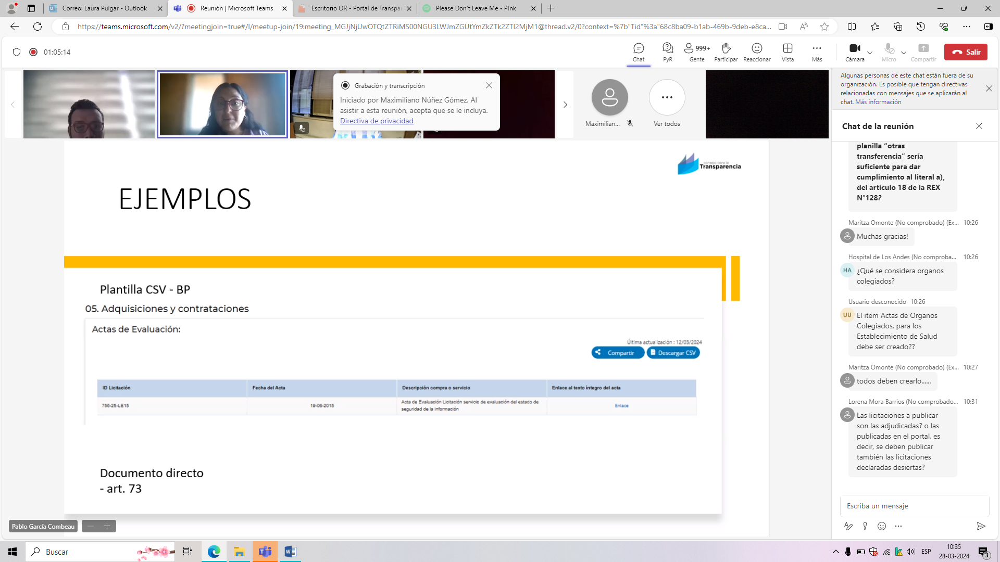 Correo: Laura Pulgar - Outlook
Reunión | Microsoft Teams
Escritorio OR - Portal de Transpa
Please Don't Leave Me • P!nk
https://teams.microsoft.com/v2/?meetingjoin=true#/l/meetup-join/19:meeting_MGJjNjUwOTQtZTRiMS00NGU3LWJmZGUtYmZkZTk2ZTI2MjM1@thread.v2/0?context=%7b"Tid"%3a"68c8ba09-b1ab-469b-9deb-e8ca...
01:05:14
Chat
PyR
999+
Gente
Participar
Reaccionar
Vista
Más
Cámara
Micro
Compartir
Salir
Grabación y transcripción
Iniciado por Maximiliano Núñez Gómez. Al
asistir a esta reunión, acepta que se le incluya.
Directiva de privacidad
Maximilian...
Ver todos
consejo para la
Transparencia
EJEMPLOS
Plantilla CSV - BP
05. Adquisiciones y contrataciones
Actas de Evaluación:
Última actualización : 12/03/2024
Compartir
Descargar CSV
ID Licitación
Fecha del Acta
Descripción compra o servicio
Enlace al texto íntegro del acta
756-25-LE15
19-06-2015
Acta de Evaluación Licitación servicio de evaluación del estado de
seguridad de la información
Enlace
Documento directo
- art. 73
Pablo García Combeau
Algunas personas de este chat están fuera de su
organización. Es posible que tengan directivas
relacionadas con mensajes que se aplicarán al
chat. Más información
Chat de la reunión
planilla “otras
transferencia” sería
suficiente para dar
cumplimiento al literal a),
del artículo 18 de la REX
N°128?
Maritza Omonte (No comprobado) (Ex... 10:26
Muchas gracias!
Hospital de Los Andes (No comproba... 10:26
HA
¿Qué se considera organos
colegiados?
Usuario desconocido 10:26
UU
El item Actas de Organos
Colegiados, para los
Establecimiento de Salud
debe ser creado??
Maritza Omonte (No comprobado) (Ex... 10:27
todos deben crearlo......
Lorena Mora Barrios (No comprobado... 10:31
Las licitaciones a publicar
son las adjudicadas? o las
publicadas en el portal, es
decir, se deben publicar
también las licitaciones
declaradas desiertas?
Escriba un mensaje
Buscar
ESP
10:35
28-03-2024
3